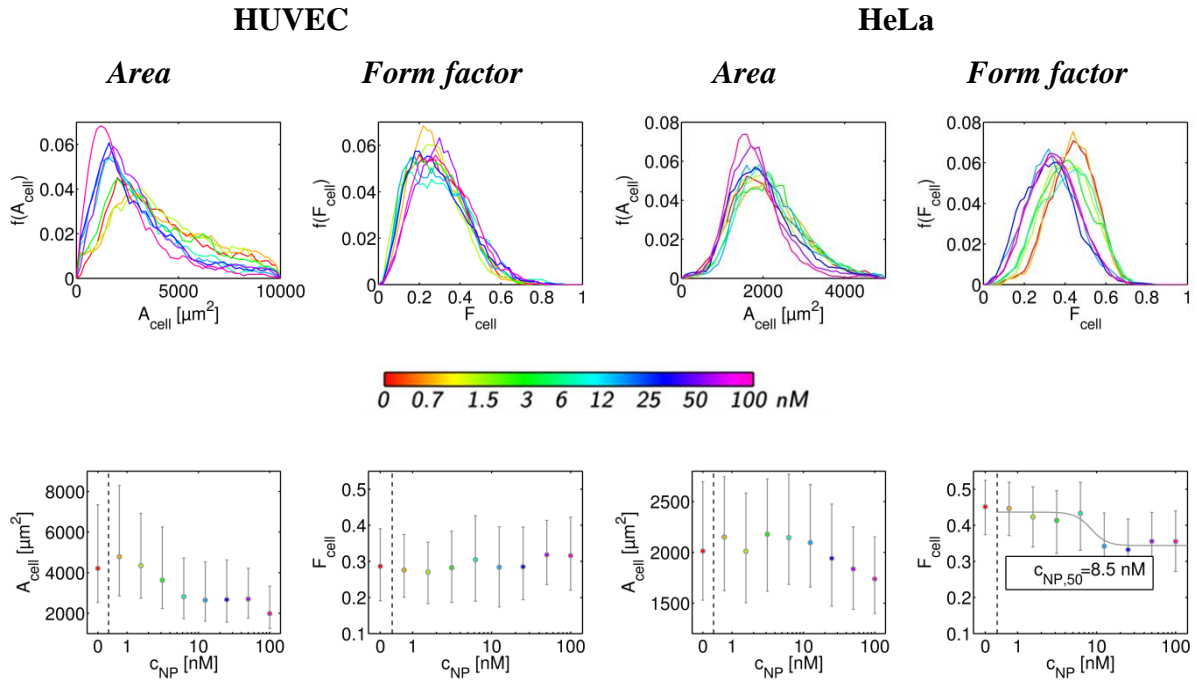 HUVEC HeLa
Area Form factor Area Form factor
0.06
0.04
0.02
0
f(A_cell)
0 5000 10000
A_cell [µm²]
0.08
0.06
0.04
0.02
0
f(F_cell)
0 0.2 0.4 0.6 0.8 1
F_cell
0.08
0.06
0.04
0.02
0
f(A_cell)
0 2000 4000
A_cell [µm²]
0.08
0.06
0.04
0.02
0
f(F_cell)
0 0.2 0.4 0.6 0.8 1
F_cell
0 0.7 1.5 3 6 12 25 50 100 nM
8000
6000
4000
2000
A_cell [µm²]
0 1 10 100
c_NP [nM]
0.5
0.4
0.3
0.2
0.1
F_cell
0 1 10 100
c_NP [nM]
2500
2000
1500
A_cell [µm²]
0 1 10 100
c_NP [nM]
0.5
0.4
0.3
0.2
0.1
F_cell
c_NP,50=8.5 nM
0 1 10 100
c_NP [nM]